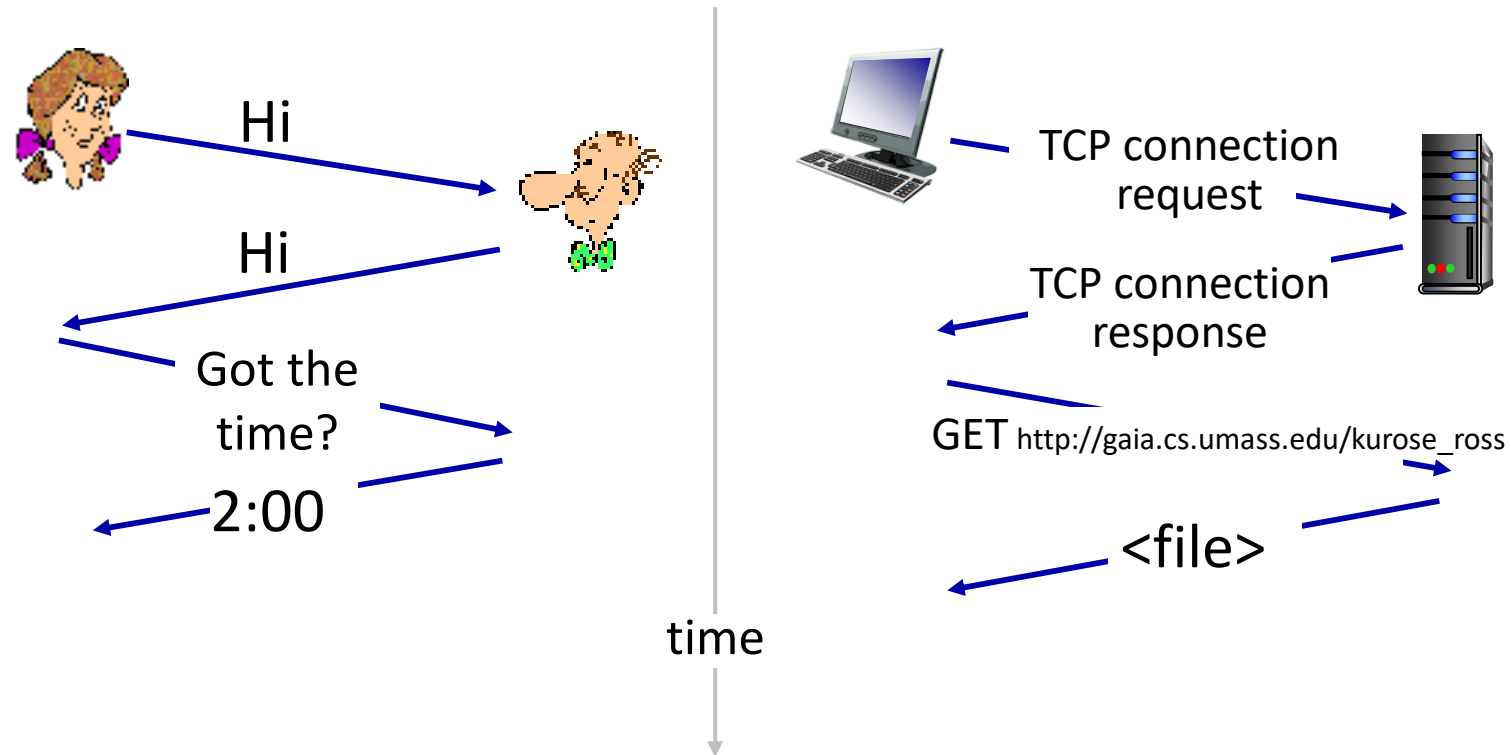 Hi
Hi
Got the
time?
2:00
time
TCP connection
request
TCP connection
response
GET http://gaia.cs.umass.edu/kurose_ross
<file>